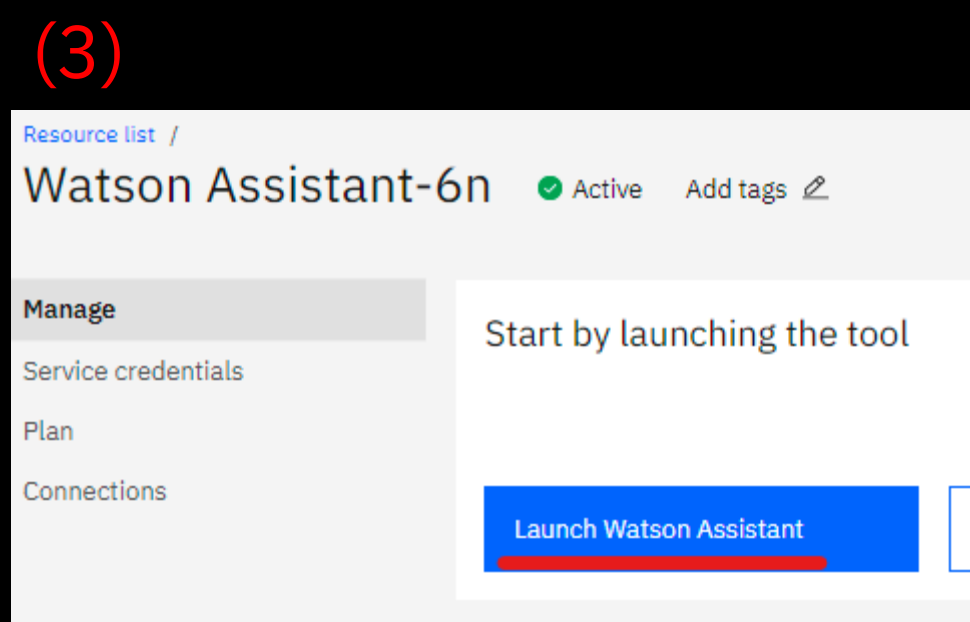 (3)
Resource list /
Watson Assistant-6n Active Add tags
Manage
Service credentials
Plan
Connections
Start by launching the tool
Launch Watson Assistant